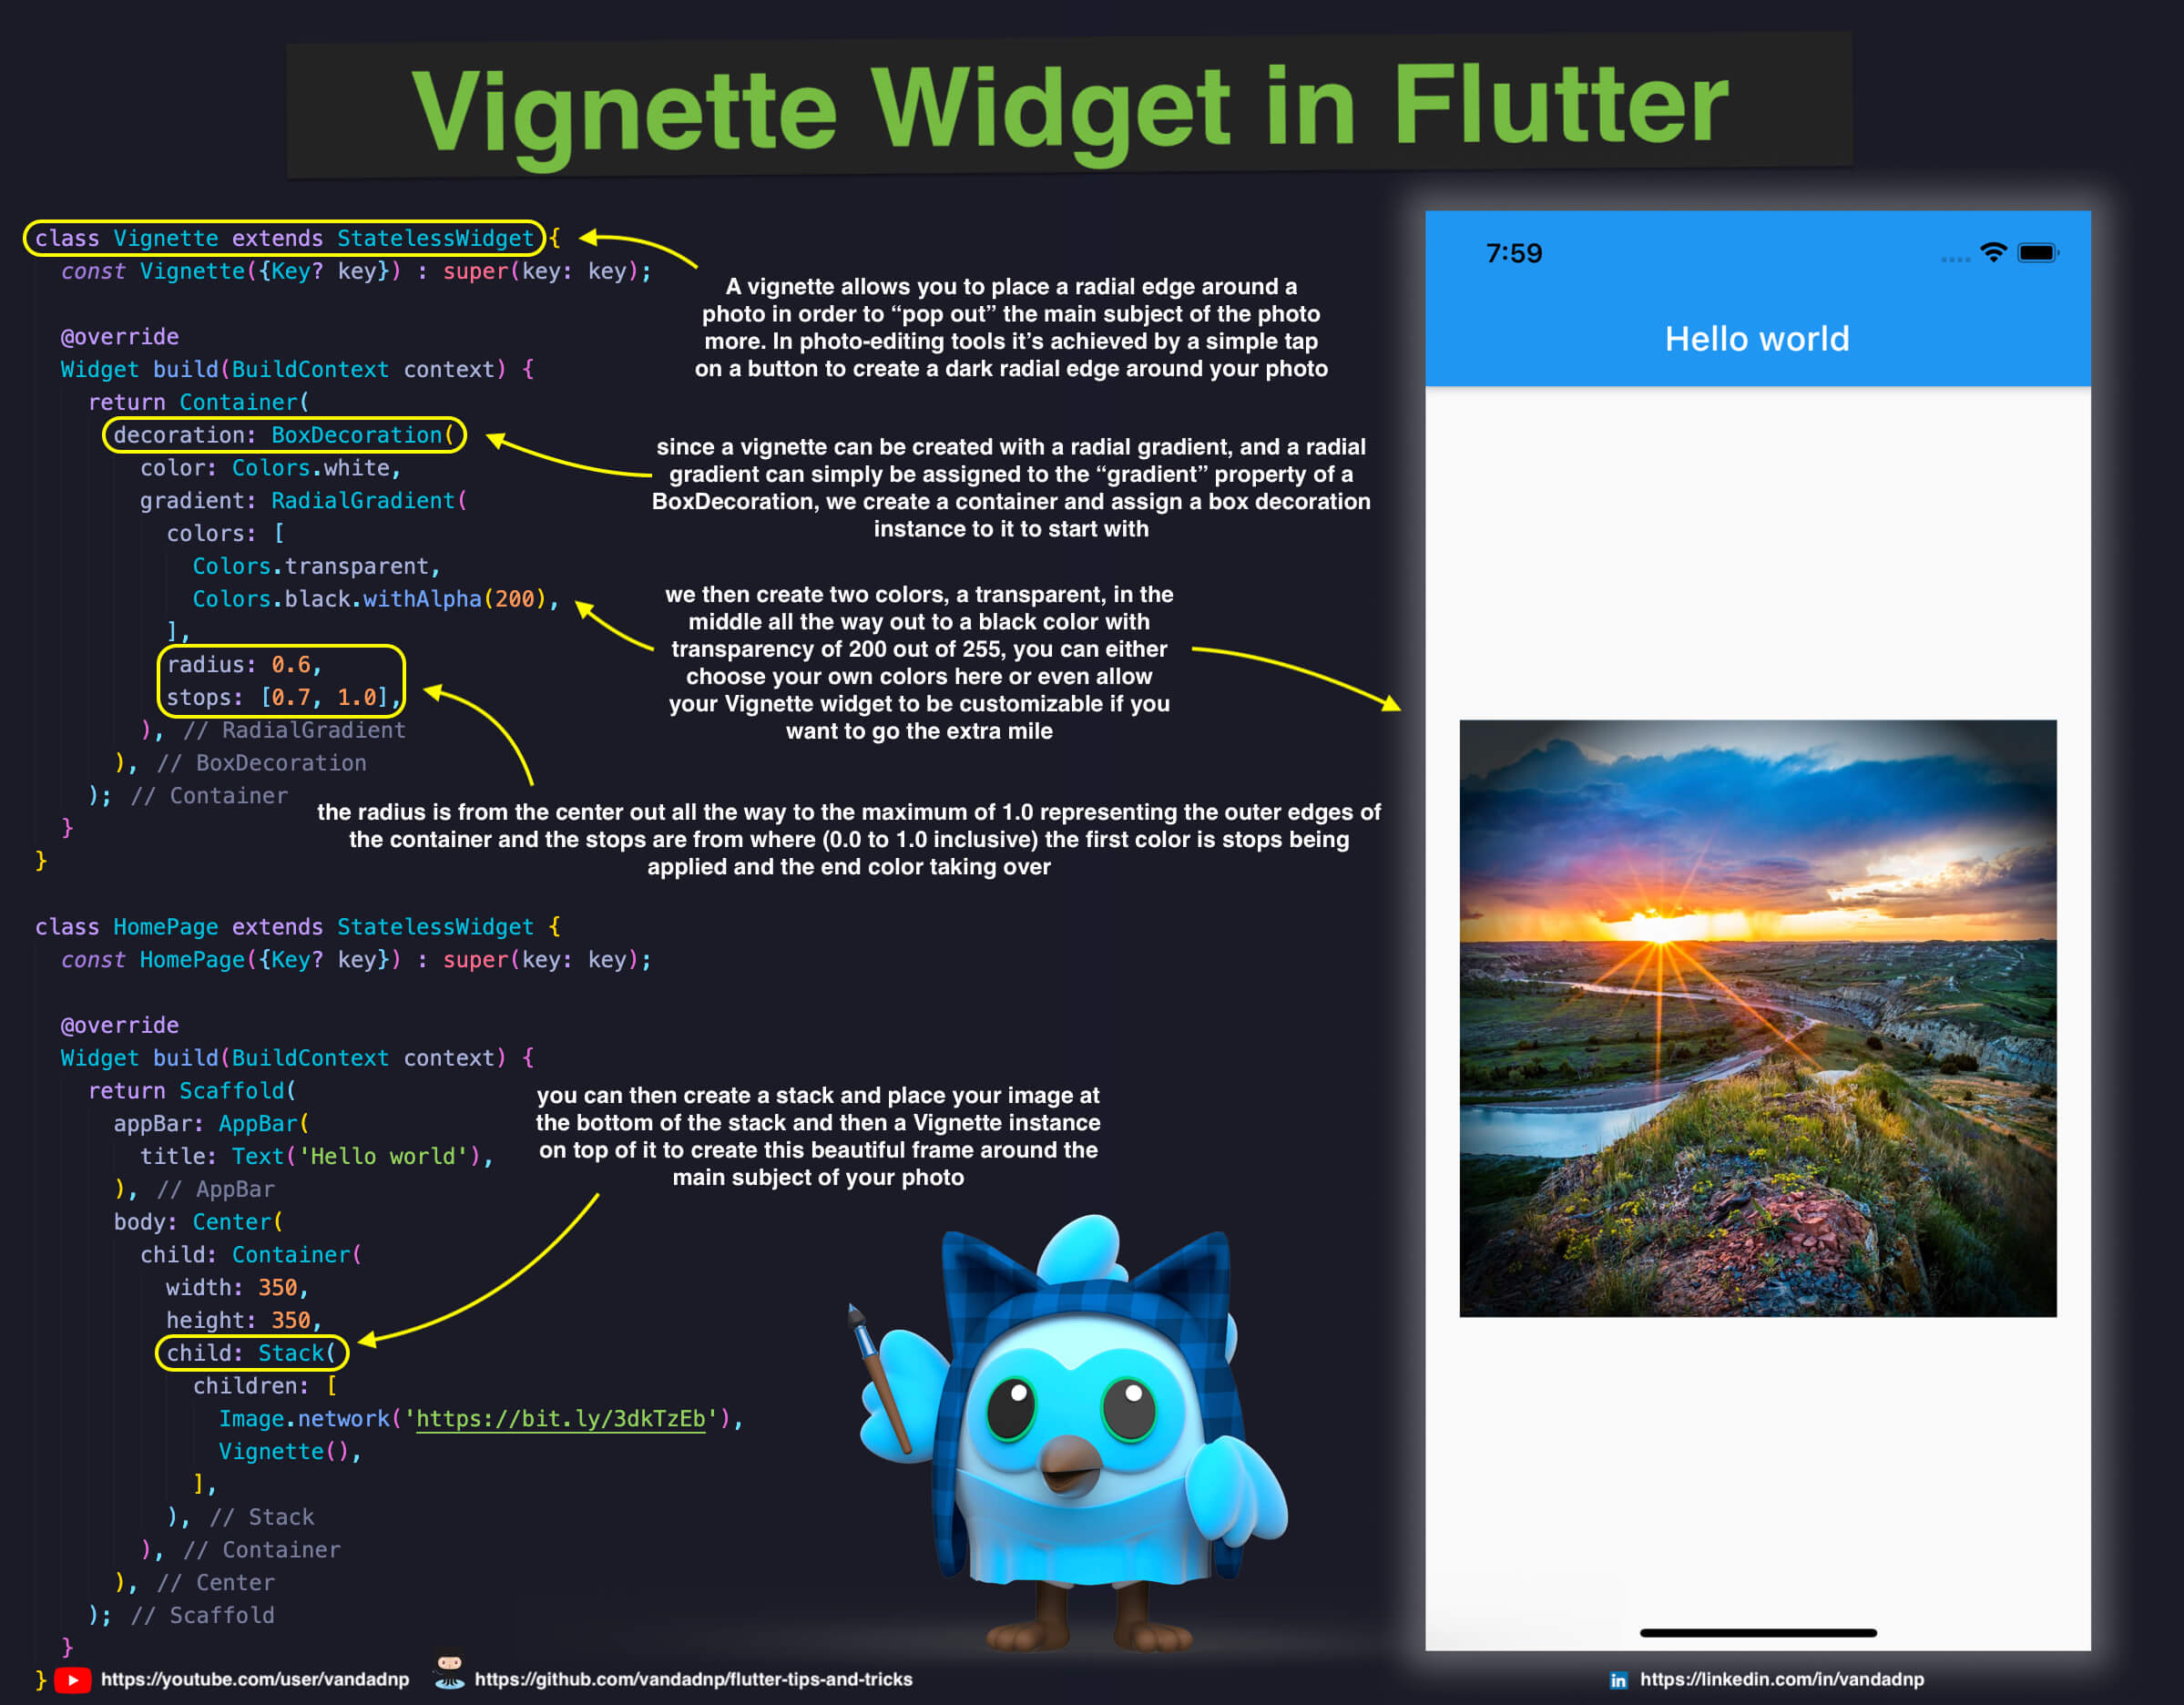 Vignette Widget in Flutter
class Vignette extends StatelessWidget {
const Vignette({Key? key}) : super(key: key);
@override
Widget build(BuildContext context) {
return Container(
decoration: BoxDecoration(
color: Colors.white,
gradient: RadialGradient(
colors: [
Colors.transparent,
Colors.black.withAlpha(200),
],
radius: 0.6,
stops: [0.7, 1.0],
), // RadialGradient
), // BoxDecoration
); // Container
}
}
A vignette allows you to place a radial edge around a
photo in order to “pop out” the main subject of the photo
more. In photo-editing tools it’s achieved by a simple tap
on a button to create a dark radial edge around your photo
since a vignette can be created with a radial gradient, and a radial
gradient can simply be assigned to the “gradient” property of a
BoxDecoration, we create a container and assign a box decoration
instance to it to start with
we then create two colors, a transparent, in the
middle all the way out to a black color with
transparency of 200 out of 255, you can either
choose your own colors here or even allow
your Vignette widget to be customizable if you
want to go the extra mile
the radius is from the center out all the way to the maximum of 1.0 representing the outer edges of
the container and the stops are from where (0.0 to 1.0 inclusive) the first color is stops being
applied and the end color taking over
class HomePage extends StatelessWidget {
const HomePage({Key? key}) : super(key: key);
@override
Widget build(BuildContext context) {
return Scaffold(
appBar: AppBar(
title: Text('Hello world'),
), // AppBar
body: Center(
child: Container(
width: 350,
height: 350,
child: Stack(
children: [
Image.network('https://bit.ly/3dkTzEb'),
Vignette(),
],
), // Stack
), // Container
), // Center
); // Scaffold
}
}
you can then create a stack and place your image at
the bottom of the stack and then a Vignette instance
on top of it to create this beautiful frame around the
main subject of your photo
7:59
Hello world
https://youtube.com/user/vandadnp
https://github.com/vandadnp/flutter-tips-and-tricks
in
https://linkedin.com/in/vandadnp